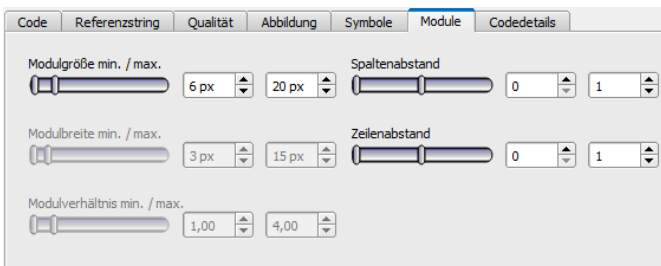 Code Referenzstring Qualität Abbildung Symbole Module Codedetails
Modulgröße min. / max.
6 px 20 px
Spaltenabstand
0 1
Modulbreite min. / max.
3 px 15 px
Zeilenabstand
0 1
Modulverhältnis min. / max.
1,00 4,00